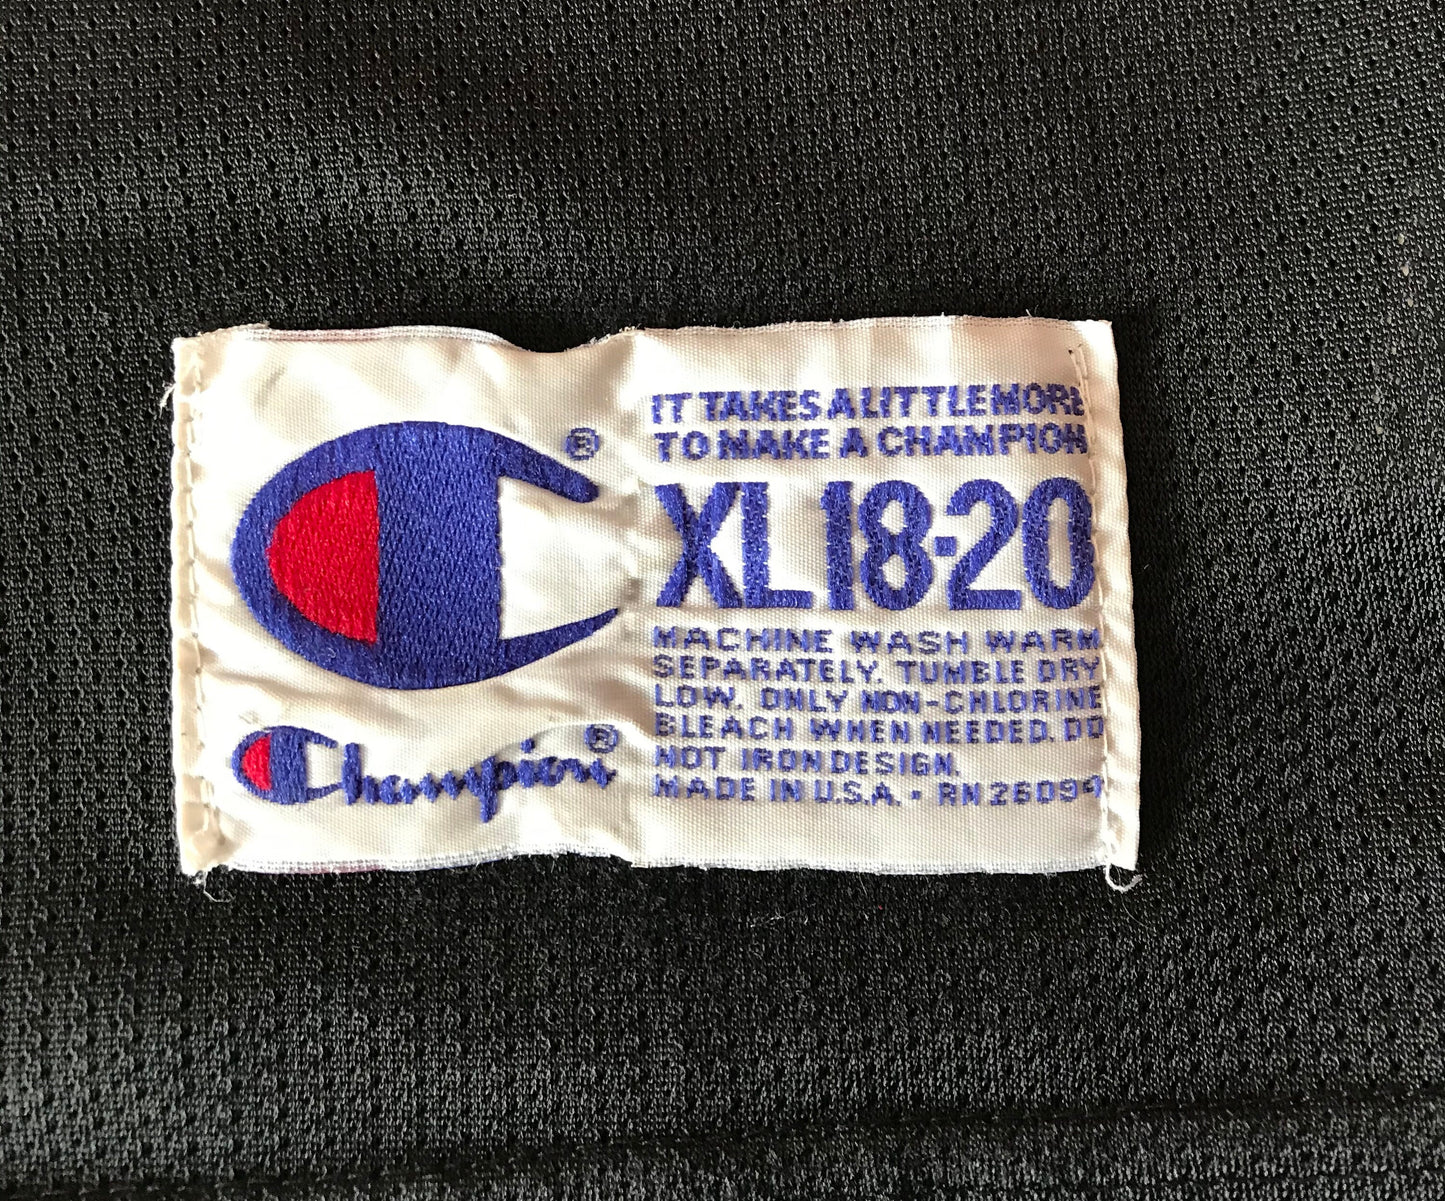 IT TAKES A LITTLE MORE
TO MAKE A CHAMPION
®
XL 18-20
MACHINE WASH WARM
SEPARATELY. TUMBLE DRY
LOW. ONLY NON-CHLORINE
BLEACH WHEN NEEDED. DO
NOT IRON DESIGN.
MADE IN U.S.A. • RN 26094
Champion®